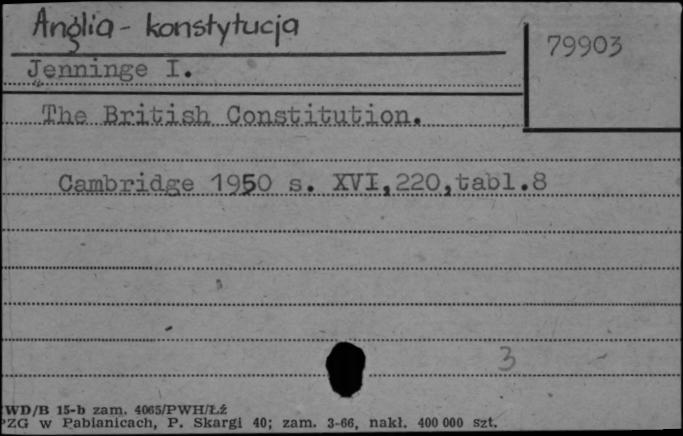 Anglia - konstytucja
79903
Jenninge I.
The British Constitution.
Cambridge 1950 s. XVI,220,tabl.8
3
WD/B 15-b zam. 4065/PWH/Łź
PZG w Pabianicach, P. Skargi 40; zam. 3-66, nakł. 400 000 szt.